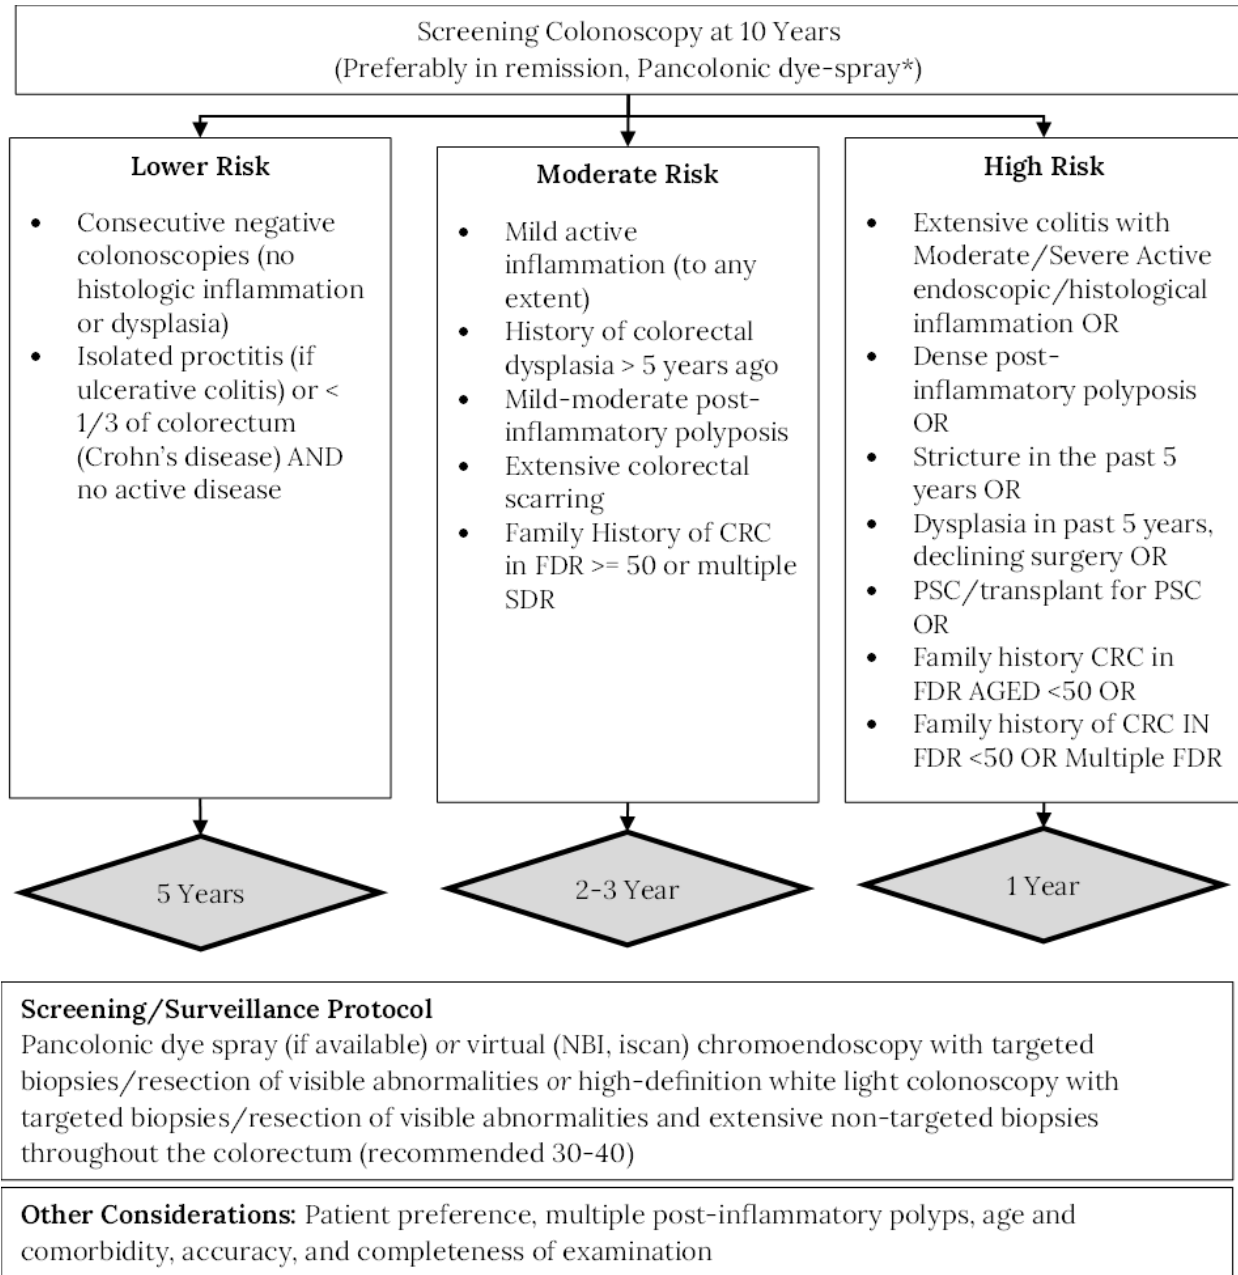 Screening Colonoscopy at 10 Years
(Preferably in remission, Pancolonic dye-spray*)
Lower Risk
• Consecutive negative
colonoscopies (no
histologic inflammation
or dysplasia)
• Isolated proctitis (if
ulcerative colitis) or <
1/3 of colorectum
(Crohn's disease) AND
no active disease
5 Years
Moderate Risk
• Mild active
inflammation (to any
extent)
• History of colorectal
dysplasia > 5 years ago
• Mild-moderate post-
inflammatory polyposis
• Extensive colorectal
scarring
• Family History of CRC
in FDR >= 50 or multiple
SDR
2-3 Year
High Risk
• Extensive colitis with
Moderate/Severe Active
endoscopic/histological
inflammation OR
• Dense post-
inflammatory polyposis
OR
• Stricture in the past 5
years OR
• Dysplasia in past 5 years,
declining surgery OR
• PSC/transplant for PSC
OR
• Family history CRC in
FDR AGED <50 OR
• Family history of CRC IN
FDR <50 OR Multiple FDR
1 Year
Screening/Surveillance Protocol
Pancolonic dye spray (if available) or virtual (NBI, iscan) chromoendoscopy with targeted
biopsies/resection of visible abnormalities or high-definition white light colonoscopy with
targeted biopsies/resection of visible abnormalities and extensive non-targeted biopsies
throughout the colorectum (recommended 30-40)
Other Considerations: Patient preference, multiple post-inflammatory polyps, age and
comorbidity, accuracy, and completeness of examination